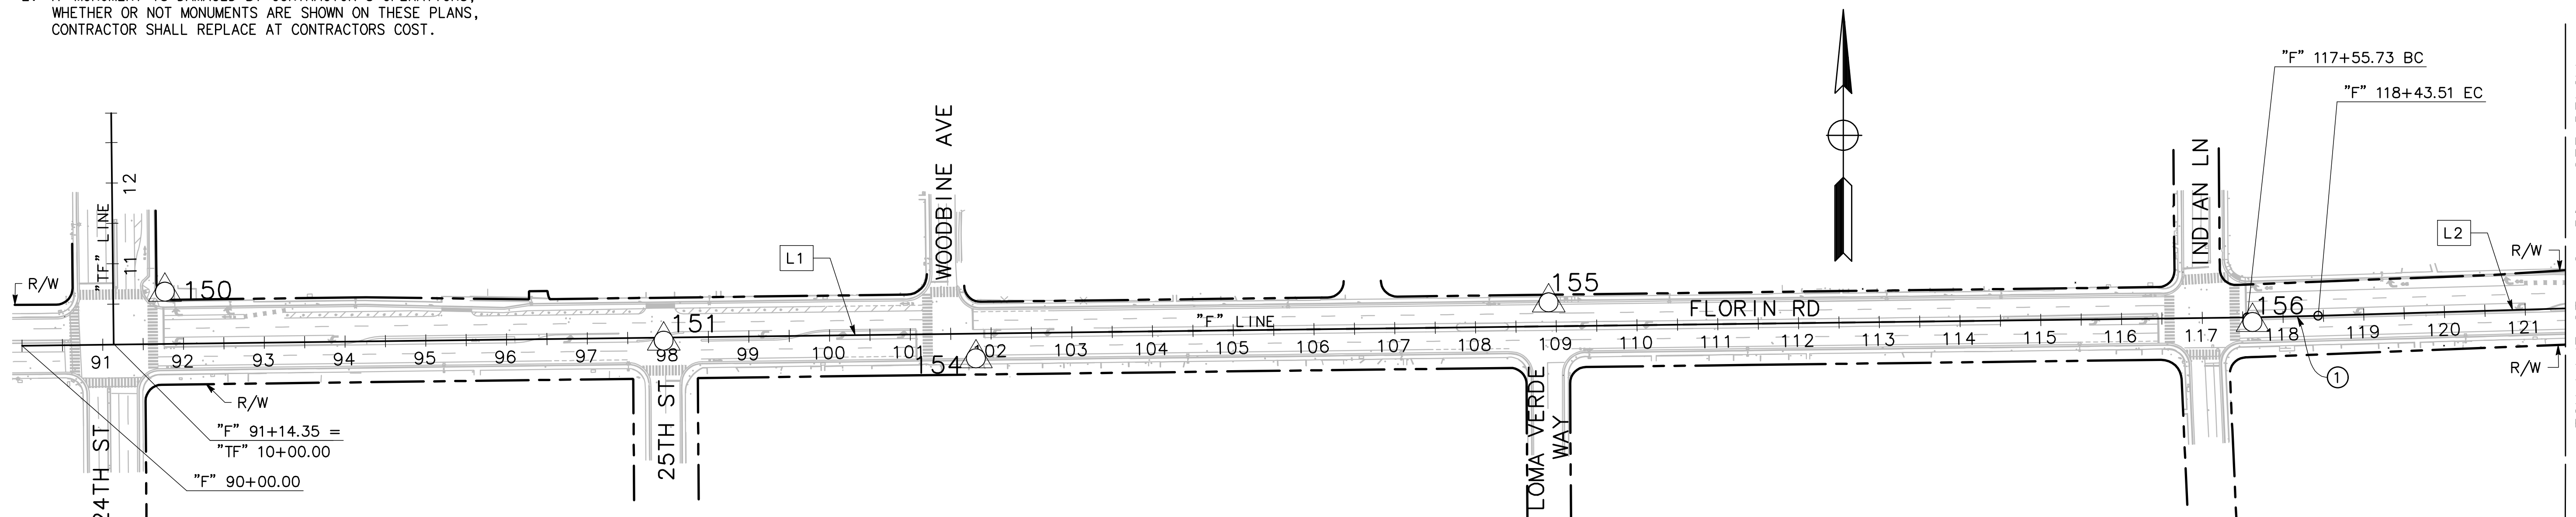 WHETHER OR NOT MONUMENTS ARE SHOWN ON THESE PLANS,
CONTRACTOR SHALL REPLACE AT CONTRACTORS COST.
"F" 117+55.73 BC
"F" 118+43.51 EC
WOODBINE AVE
INDIAN LN
12
"TF" LINE
11
R/W
150
L1
151
155
FLORIN RD
"F" LINE
156
L2
R/W
91
92
93
94
95
96
97
98
99
100
101
154
102
103
104
105
106
107
108
109
110
111
112
113
114
115
116
117
118
119
120
121
R/W
1
R/W
"F" 91+14.35 =
"TF" 10+00.00
"F" 90+00.00
24TH ST
25TH ST
LOMA VERDE
WAY